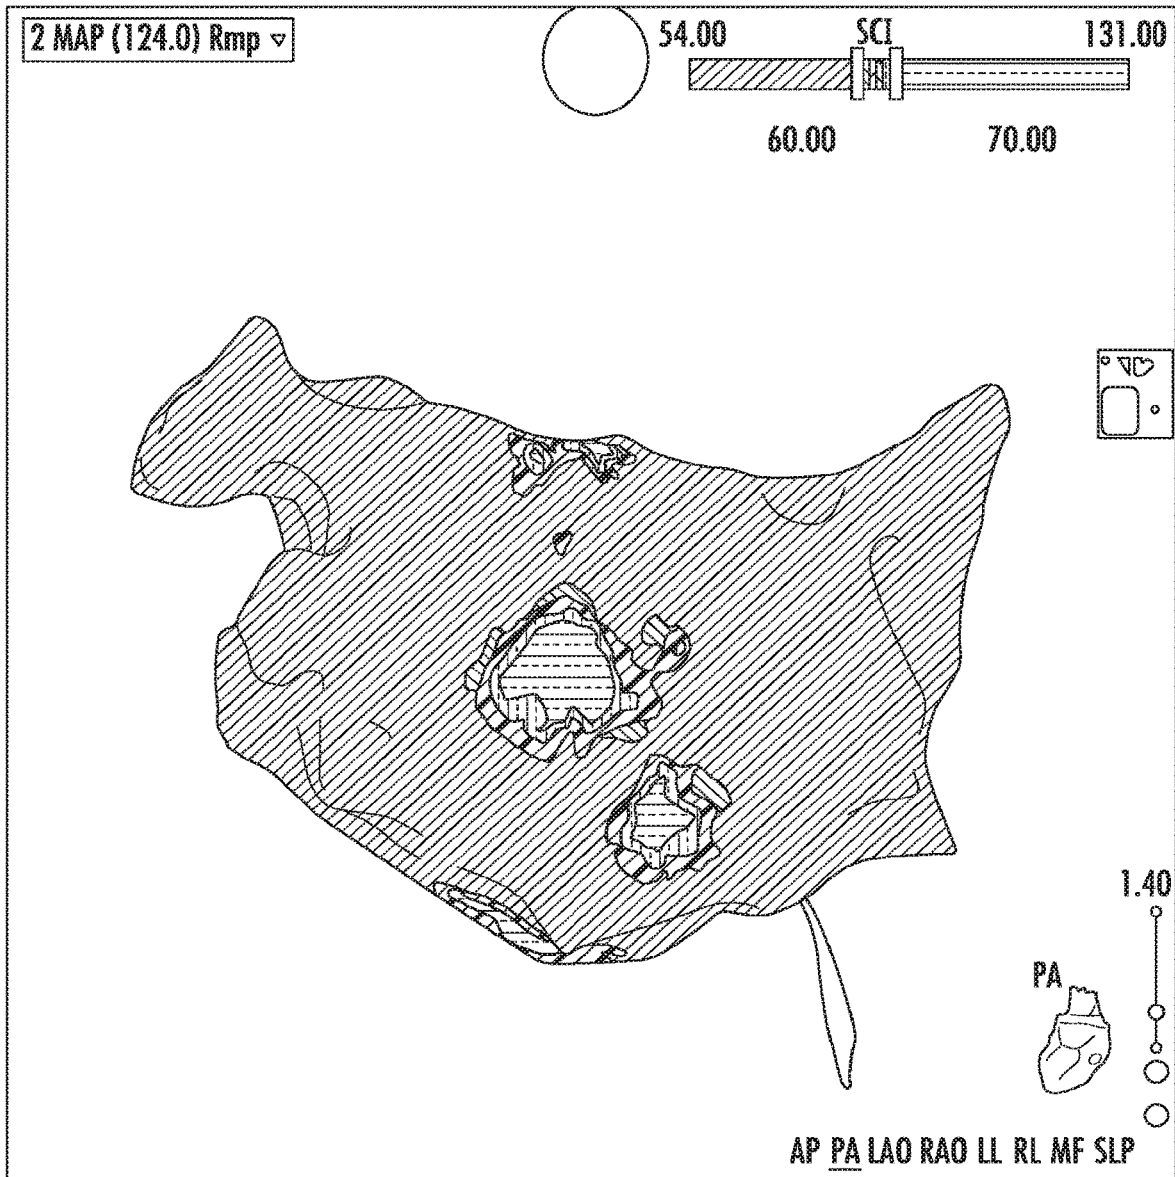 2 MAP (124.0) Rmp ▿
54.00 SCI 131.00
60.00 70.00
1.40
PA
AP PA LAO RAO LL RL MF SLP